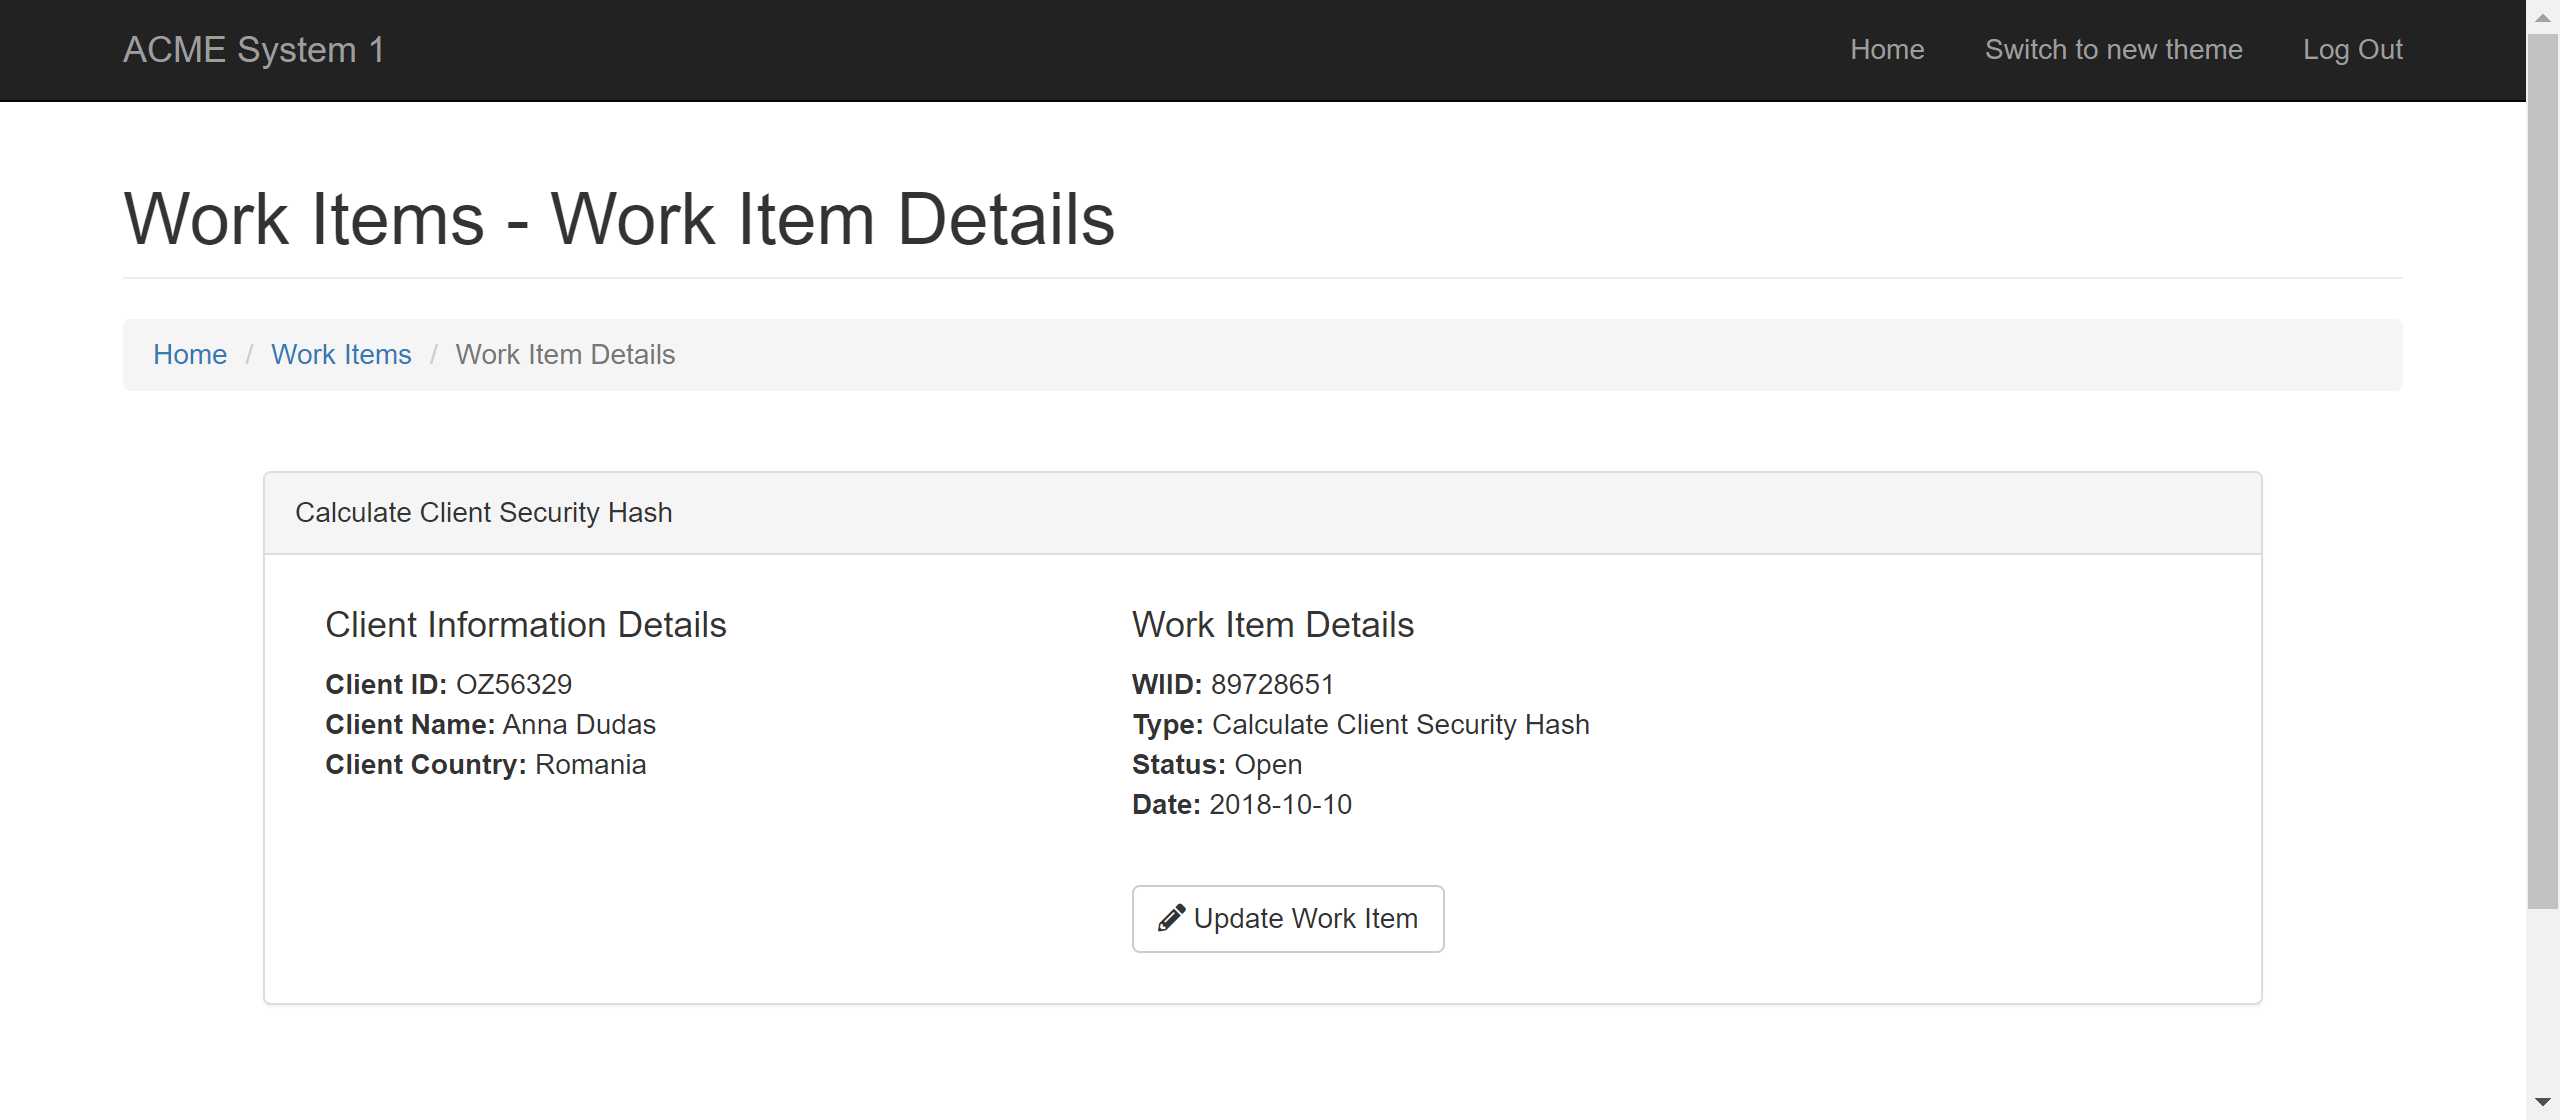 ACME System 1
Home
Switch to new theme
Log Out
Work Items - Work Item Details
Home / Work Items / Work Item Details
Calculate Client Security Hash
Client Information Details
Client ID: OZ56329
Client Name: Anna Dudas
Client Country: Romania
Work Item Details
WIID: 89728651
Type: Calculate Client Security Hash
Status: Open
Date: 2018-10-10
Update Work Item